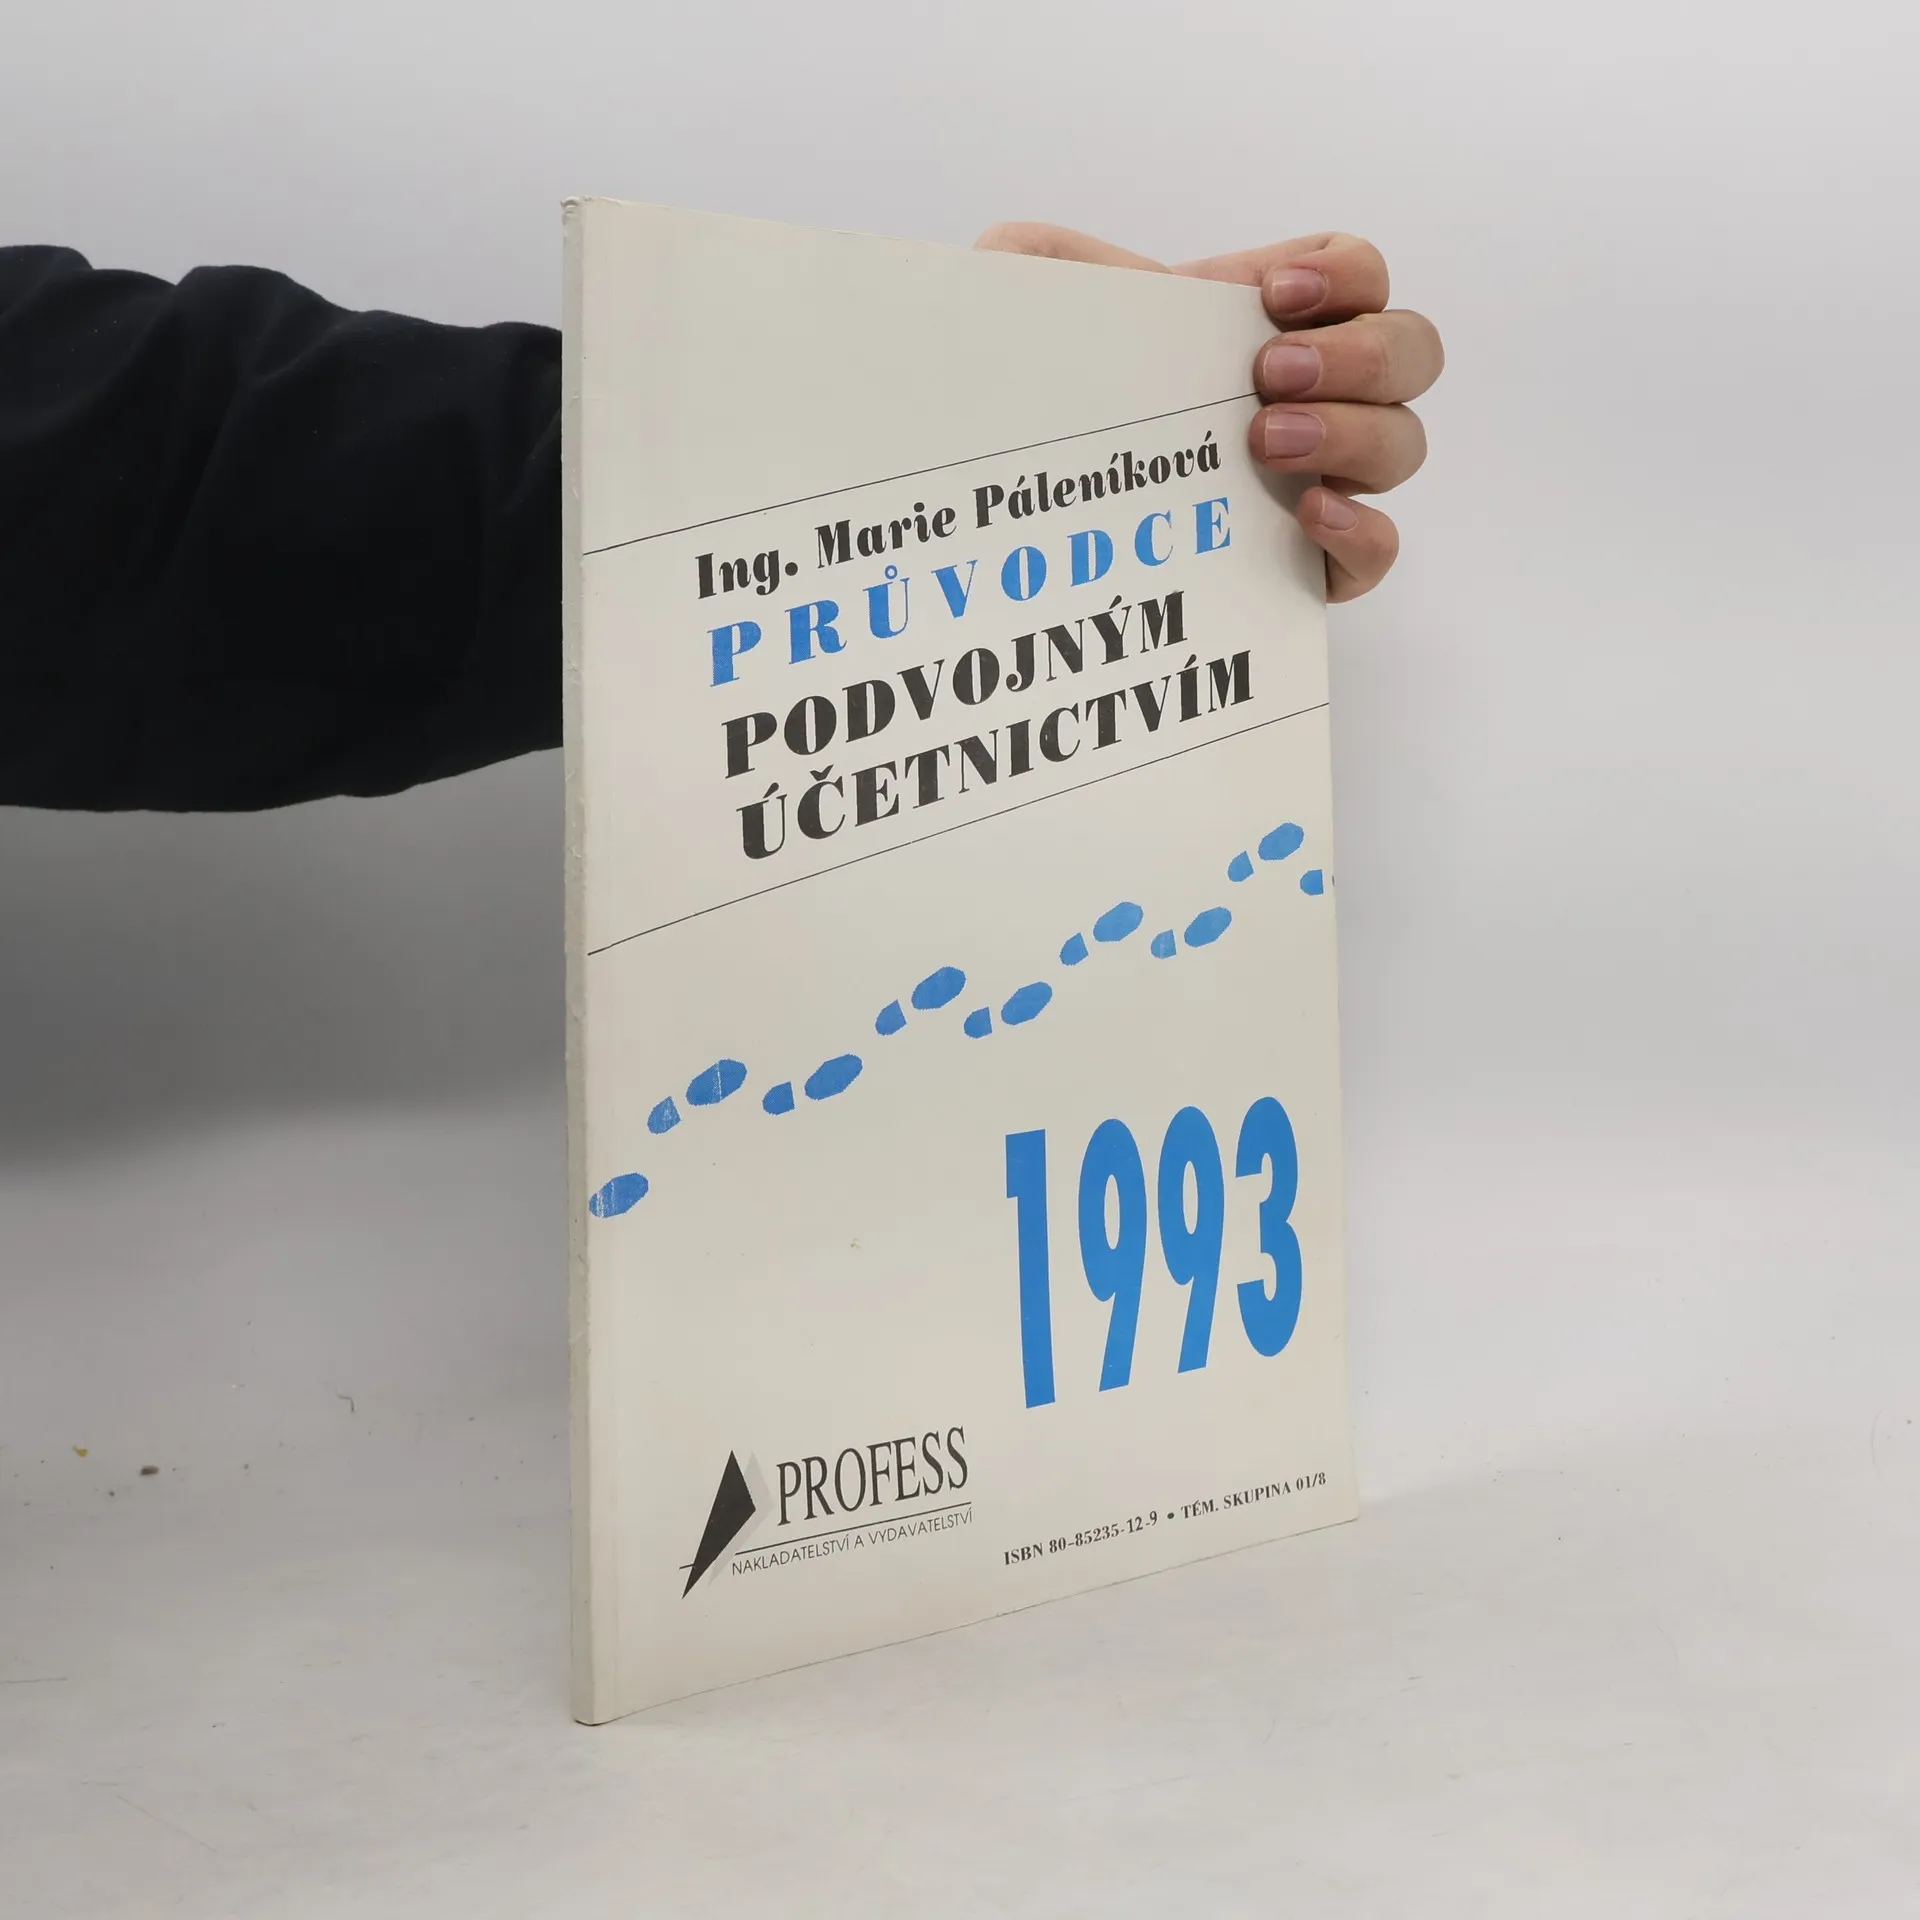 Ing. Marie Páleníková
PRŮVODCE
PODVOJNÝM
ÚČETNICTVÍM
1993
PROFESS
NAKLADATELSTVÍ A VYDAVATELSTVÍ
ISBN 80-85235-12-9 • TÉM. SKUPINA 01/8